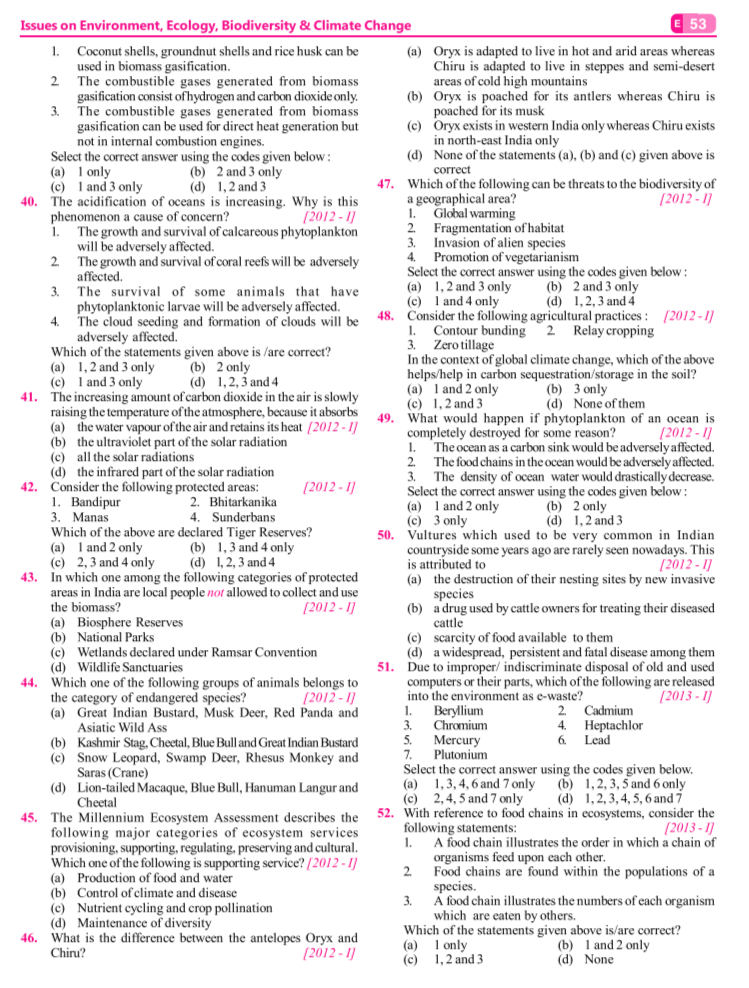 Issues on Environment, Ecology, Biodiversity & Climate Change
E 53
1. Coconut shells, groundnut shells and rice husk can be
used in biomass gasification.
2. The combustible gases generated from biomass
gasification consist of hydrogen and carbon dioxide only.
3. The combustible gases generated from biomass
gasification can be used for direct heat generation but
not in internal combustion engines.
Select the correct answer using the codes given below :
(a) 1 only (b) 2 and 3 only
(c) 1 and 3 only (d) 1, 2 and 3
40. The acidification of oceans is increasing. Why is this
phenomenon a cause of concern? [2012 - I]
1. The growth and survival of calcareous phytoplankton
will be adversely affected.
2. The growth and survival of coral reefs will be adversely
affected.
3. The survival of some animals that have
phytoplanktonic larvae will be adversely affected.
4. The cloud seeding and formation of clouds will be
adversely affected.
Which of the statements given above is /are correct?
(a) 1, 2 and 3 only (b) 2 only
(c) 1 and 3 only (d) 1, 2, 3 and 4
41. The increasing amount of carbon dioxide in the air is slowly
raising the temperature of the atmosphere, because it absorbs
(a) the water vapour of the air and retains its heat [2012 - I]
(b) the ultraviolet part of the solar radiation
(c) all the solar radiations
(d) the infrared part of the solar radiation
42. Consider the following protected areas: [2012 - I]
1. Bandipur 2. Bhitarkanika
3. Manas 4. Sunderbans
Which of the above are declared Tiger Reserves?
(a) 1 and 2 only (b) 1, 3 and 4 only
(c) 2, 3 and 4 only (d) 1, 2, 3 and 4
43. In which one among the following categories of protected
areas in India are local people not allowed to collect and use
the biomass? [2012 - I]
(a) Biosphere Reserves
(b) National Parks
(c) Wetlands declared under Ramsar Convention
(d) Wildlife Sanctuaries
44. Which one of the following groups of animals belongs to
the category of endangered species? [2012 - I]
(a) Great Indian Bustard, Musk Deer, Red Panda and
Asiatic Wild Ass
(b) Kashmir Stag, Cheetal, Blue Bull and Great Indian Bustard
(c) Snow Leopard, Swamp Deer, Rhesus Monkey and
Saras (Crane)
(d) Lion-tailed Macaque, Blue Bull, Hanuman Langur and
Cheetal
45. The Millennium Ecosystem Assessment describes the
following major categories of ecosystem services
provisioning, supporting, regulating, preserving and cultural.
Which one of the following is supporting service? [2012 - I]
(a) Production of food and water
(b) Control of climate and disease
(c) Nutrient cycling and crop pollination
(d) Maintenance of diversity
46. What is the difference between the antelopes Oryx and
Chiru? [2012 - I]
(a) Oryx is adapted to live in hot and arid areas whereas
Chiru is adapted to live in steppes and semi-desert
areas of cold high mountains
(b) Oryx is poached for its antlers whereas Chiru is
poached for its musk
(c) Oryx exists in western India only whereas Chiru exists
in north-east India only
(d) None of the statements (a), (b) and (c) given above is
correct
47. Which of the following can be threats to the biodiversity of
a geographical area? [2012 - I]
1. Global warming
2. Fragmentation of habitat
3. Invasion of alien species
4. Promotion of vegetarianism
Select the correct answer using the codes given below :
(a) 1, 2 and 3 only (b) 2 and 3 only
(c) 1 and 4 only (d) 1, 2, 3 and 4
48. Consider the following agricultural practices : [2012 - I]
1. Contour bunding 2. Relay cropping
3. Zero tillage
In the context of global climate change, which of the above
helps/help in carbon sequestration/storage in the soil?
(a) 1 and 2 only (b) 3 only
(c) 1, 2 and 3 (d) None of them
49. What would happen if phytoplankton of an ocean is
completely destroyed for some reason? [2012 - I]
1. The ocean as a carbon sink would be adversely affected.
2. The food chains in the ocean would be adversely affected.
3. The density of ocean water would drastically decrease.
Select the correct answer using the codes given below :
(a) 1 and 2 only (b) 2 only
(c) 3 only (d) 1, 2 and 3
50. Vultures which used to be very common in Indian
countryside some years ago are rarely seen nowadays. This
is attributed to [2012 - I]
(a) the destruction of their nesting sites by new invasive
species
(b) a drug used by cattle owners for treating their diseased
cattle
(c) scarcity of food available to them
(d) a widespread, persistent and fatal disease among them
51. Due to improper/ indiscriminate disposal of old and used
computers or their parts, which of the following are released
into the environment as e-waste? [2013 - I]
1. Beryllium 2. Cadmium
3. Chromium 4. Heptachlor
5. Mercury 6. Lead
7. Plutonium
Select the correct answer using the codes given below.
(a) 1, 3, 4, 6 and 7 only (b) 1, 2, 3, 5 and 6 only
(c) 2, 4, 5 and 7 only (d) 1, 2, 3, 4, 5, 6 and 7
52. With reference to food chains in ecosystems, consider the
following statements: [2013 - I]
1. A food chain illustrates the order in which a chain of
organisms feed upon each other.
2. Food chains are found within the populations of a
species.
3. A food chain illustrates the numbers of each organism
which are eaten by others.
Which of the statements given above is/are correct?
(a) 1 only (b) 1 and 2 only
(c) 1, 2 and 3 (d) None